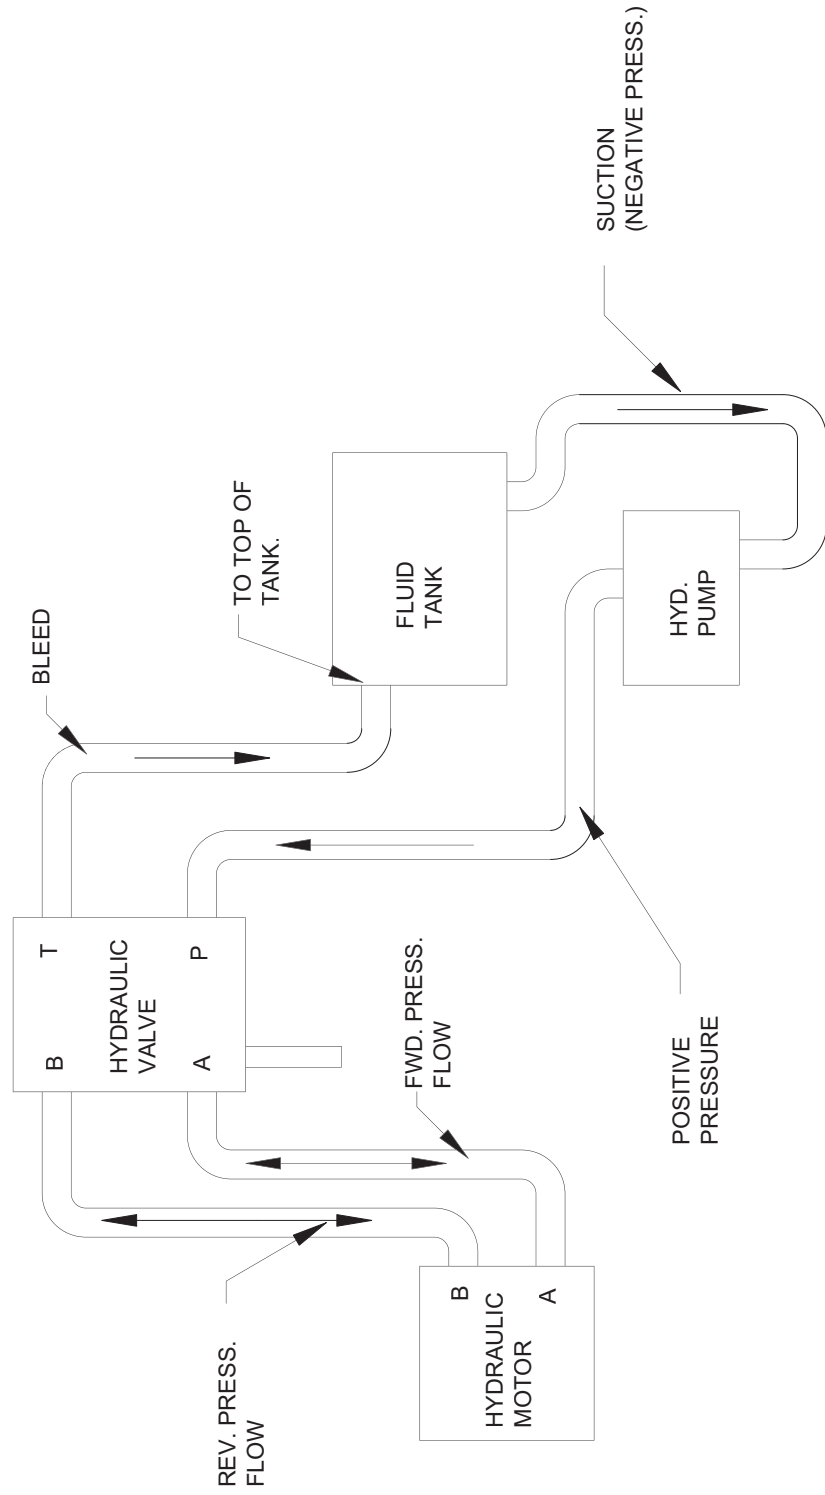 REV. PRESS.
FLOW
BLEED
B
T
HYDRAULIC
VALVE
A
P
TO TOP OF
TANK.
FWD. PRESS.
FLOW
FLUID
TANK
SUCTION
(NEGATIVE PRESS.)
B
HYDRAULIC
MOTOR
A
POSITIVE
PRESSURE
HYD.
PUMP